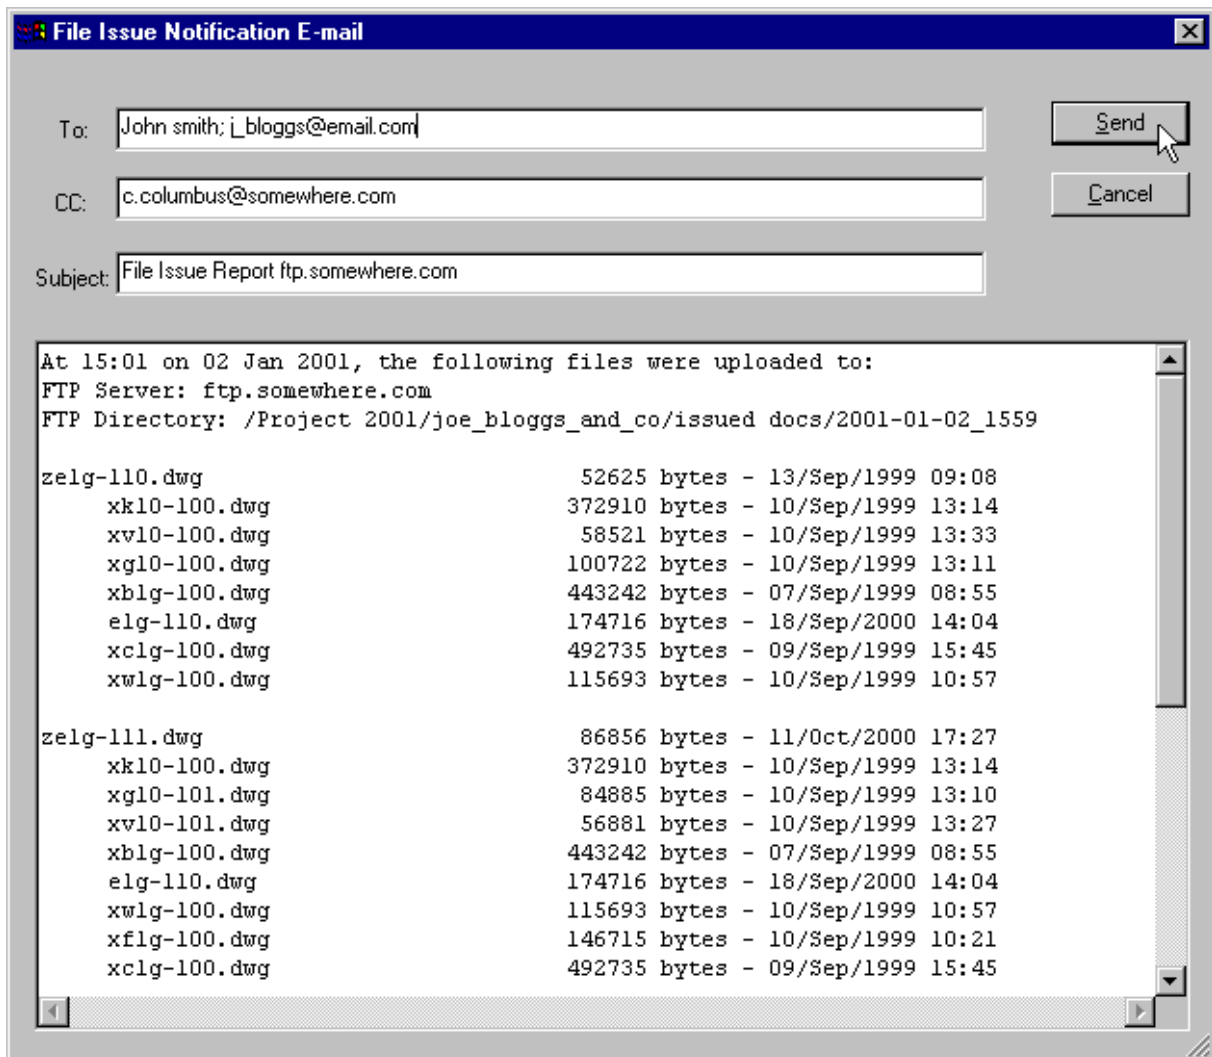 File Issue Notification E-mail
To: John smith; j_bloggs@email.com
Send
CC: c.columbus@somewhere.com
Cancel
Subject: File Issue Report ftp.somewhere.com
At 15:01 on 02 Jan 2001, the following files were uploaded to:
FTP Server: ftp.somewhere.com
FTP Directory: /Project 2001/joe_bloggs_and_co/issued docs/2001-01-02_1559
zelg-110.dwg 52625 bytes - 13/Sep/1999 09:08
xk10-100.dwg 372910 bytes - 10/Sep/1999 13:14
xv10-100.dwg 58521 bytes - 10/Sep/1999 13:33
xg10-100.dwg 100722 bytes - 10/Sep/1999 13:11
xblg-100.dwg 443242 bytes - 07/Sep/1999 08:55
elg-110.dwg 174716 bytes - 18/Sep/2000 14:04
xclg-100.dwg 492735 bytes - 09/Sep/1999 15:45
xwlg-100.dwg 115693 bytes - 10/Sep/1999 10:57
zelg-111.dwg 86856 bytes - 11/Oct/2000 17:27
xk10-100.dwg 372910 bytes - 10/Sep/1999 13:14
xg10-101.dwg 84885 bytes - 10/Sep/1999 13:10
xv10-101.dwg 56881 bytes - 10/Sep/1999 13:27
xblg-100.dwg 443242 bytes - 07/Sep/1999 08:55
elg-110.dwg 174716 bytes - 18/Sep/2000 14:04
xwlg-100.dwg 115693 bytes - 10/Sep/1999 10:57
xflg-100.dwg 146715 bytes - 10/Sep/1999 10:21
xclg-100.dwg 492735 bytes - 09/Sep/1999 15:45